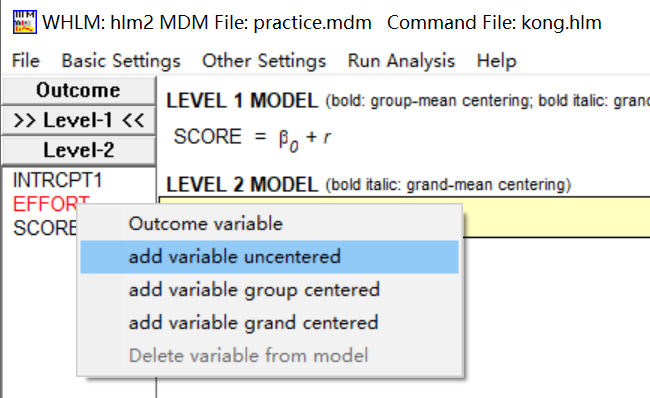 WHLM: hlm2 MDM File: practice.mdm Command File: kong.hlm
File Basic Settings Other Settings Run Analysis Help
Outcome
>> Level-1 <<
Level-2
INTRCPT1
EFFORT
SCORE
LEVEL 1 MODEL (bold: group-mean centering; bold italic: grand
SCORE = β0 + r
LEVEL 2 MODEL (bold italic: grand-mean centering)
Outcome variable
add variable uncentered
add variable group centered
add variable grand centered
Delete variable from model